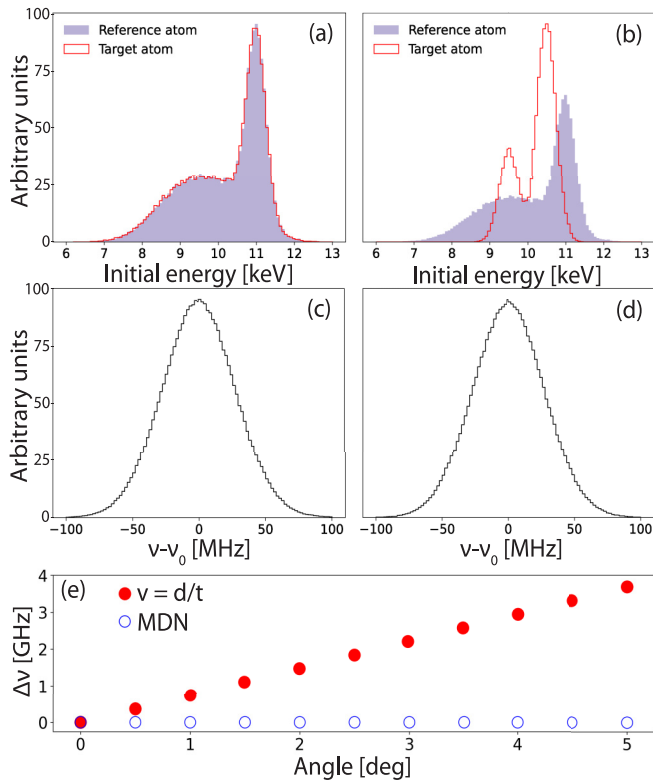 Reference atom
Target atom
(a)
Reference atom
Target atom
(b)
Arbitrary units
100
75
50
25
0
6 7 8 9 10 11 12 13
6 7 8 9 10 11 12 13
Initial energy [keV]
Initial energy [keV]
(c)
(d)
Arbitrary units
100
75
50
25
0
−100 −50 0 50 100
−100 −50 0 50 100
ν-ν₀ [MHz]
ν-ν₀ [MHz]
(e)
v = d/t
MDN
Δν [GHz]
4
3
2
1
0
0 1 2 3 4 5
Angle [deg]